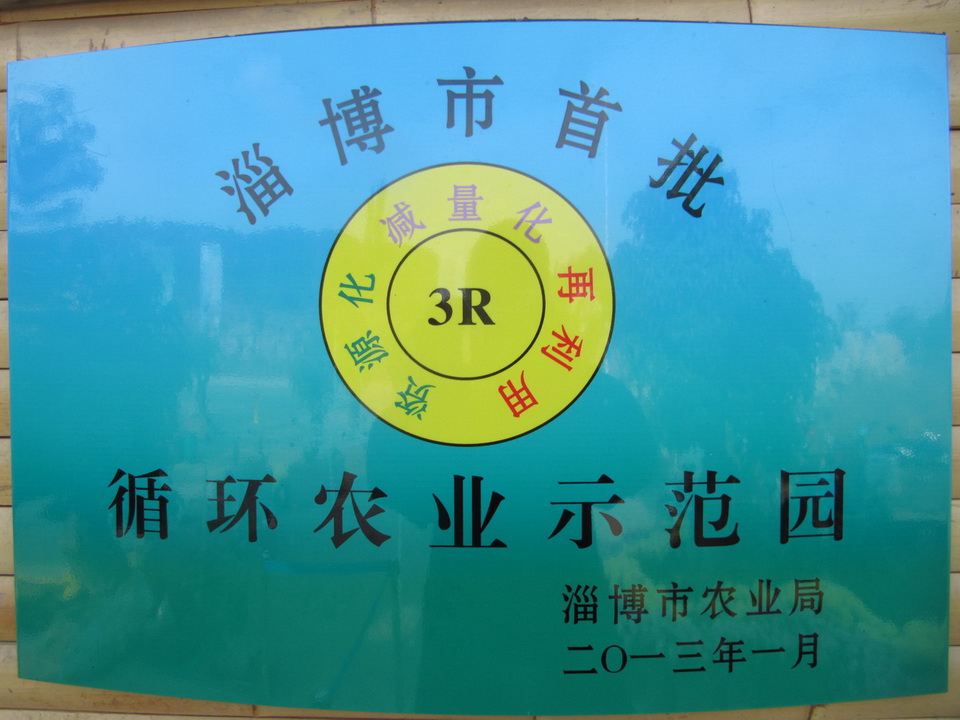 淄博市首批
减量化
再利用
资源化
3R
循环农业示范园
淄博市农业局
二〇一三年一月